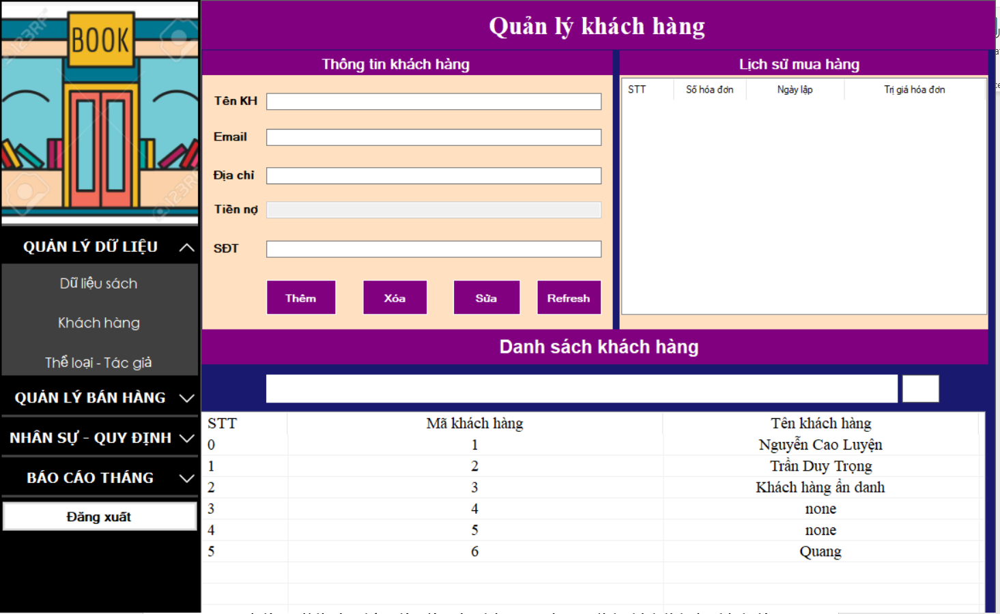 BOOK
123RF
123RF
QUẢN LÝ DỮ LIỆU
Dữ liệu sách
Khách hàng
Thể loại - Tác giả
QUẢN LÝ BÁN HÀNG
NHÂN SỰ - QUY ĐỊNH
BÁO CÁO THÁNG
Đăng xuất
Quản lý khách hàng
Thông tin khách hàng
Tên KH
Email
Địa chỉ
Tiền nợ
SĐT
Thêm Xóa Sửa Refresh
Lịch sử mua hàng
STT Số hóa đơn Ngày lập Trị giá hóa đơn
Danh sách khách hàng
STT Mã khách hàng Tên khách hàng
0 1 Nguyễn Cao Luyện
1 2 Trần Duy Trọng
2 3 Khách hàng ẩn danh
3 4 none
4 5 none
5 6 Quang